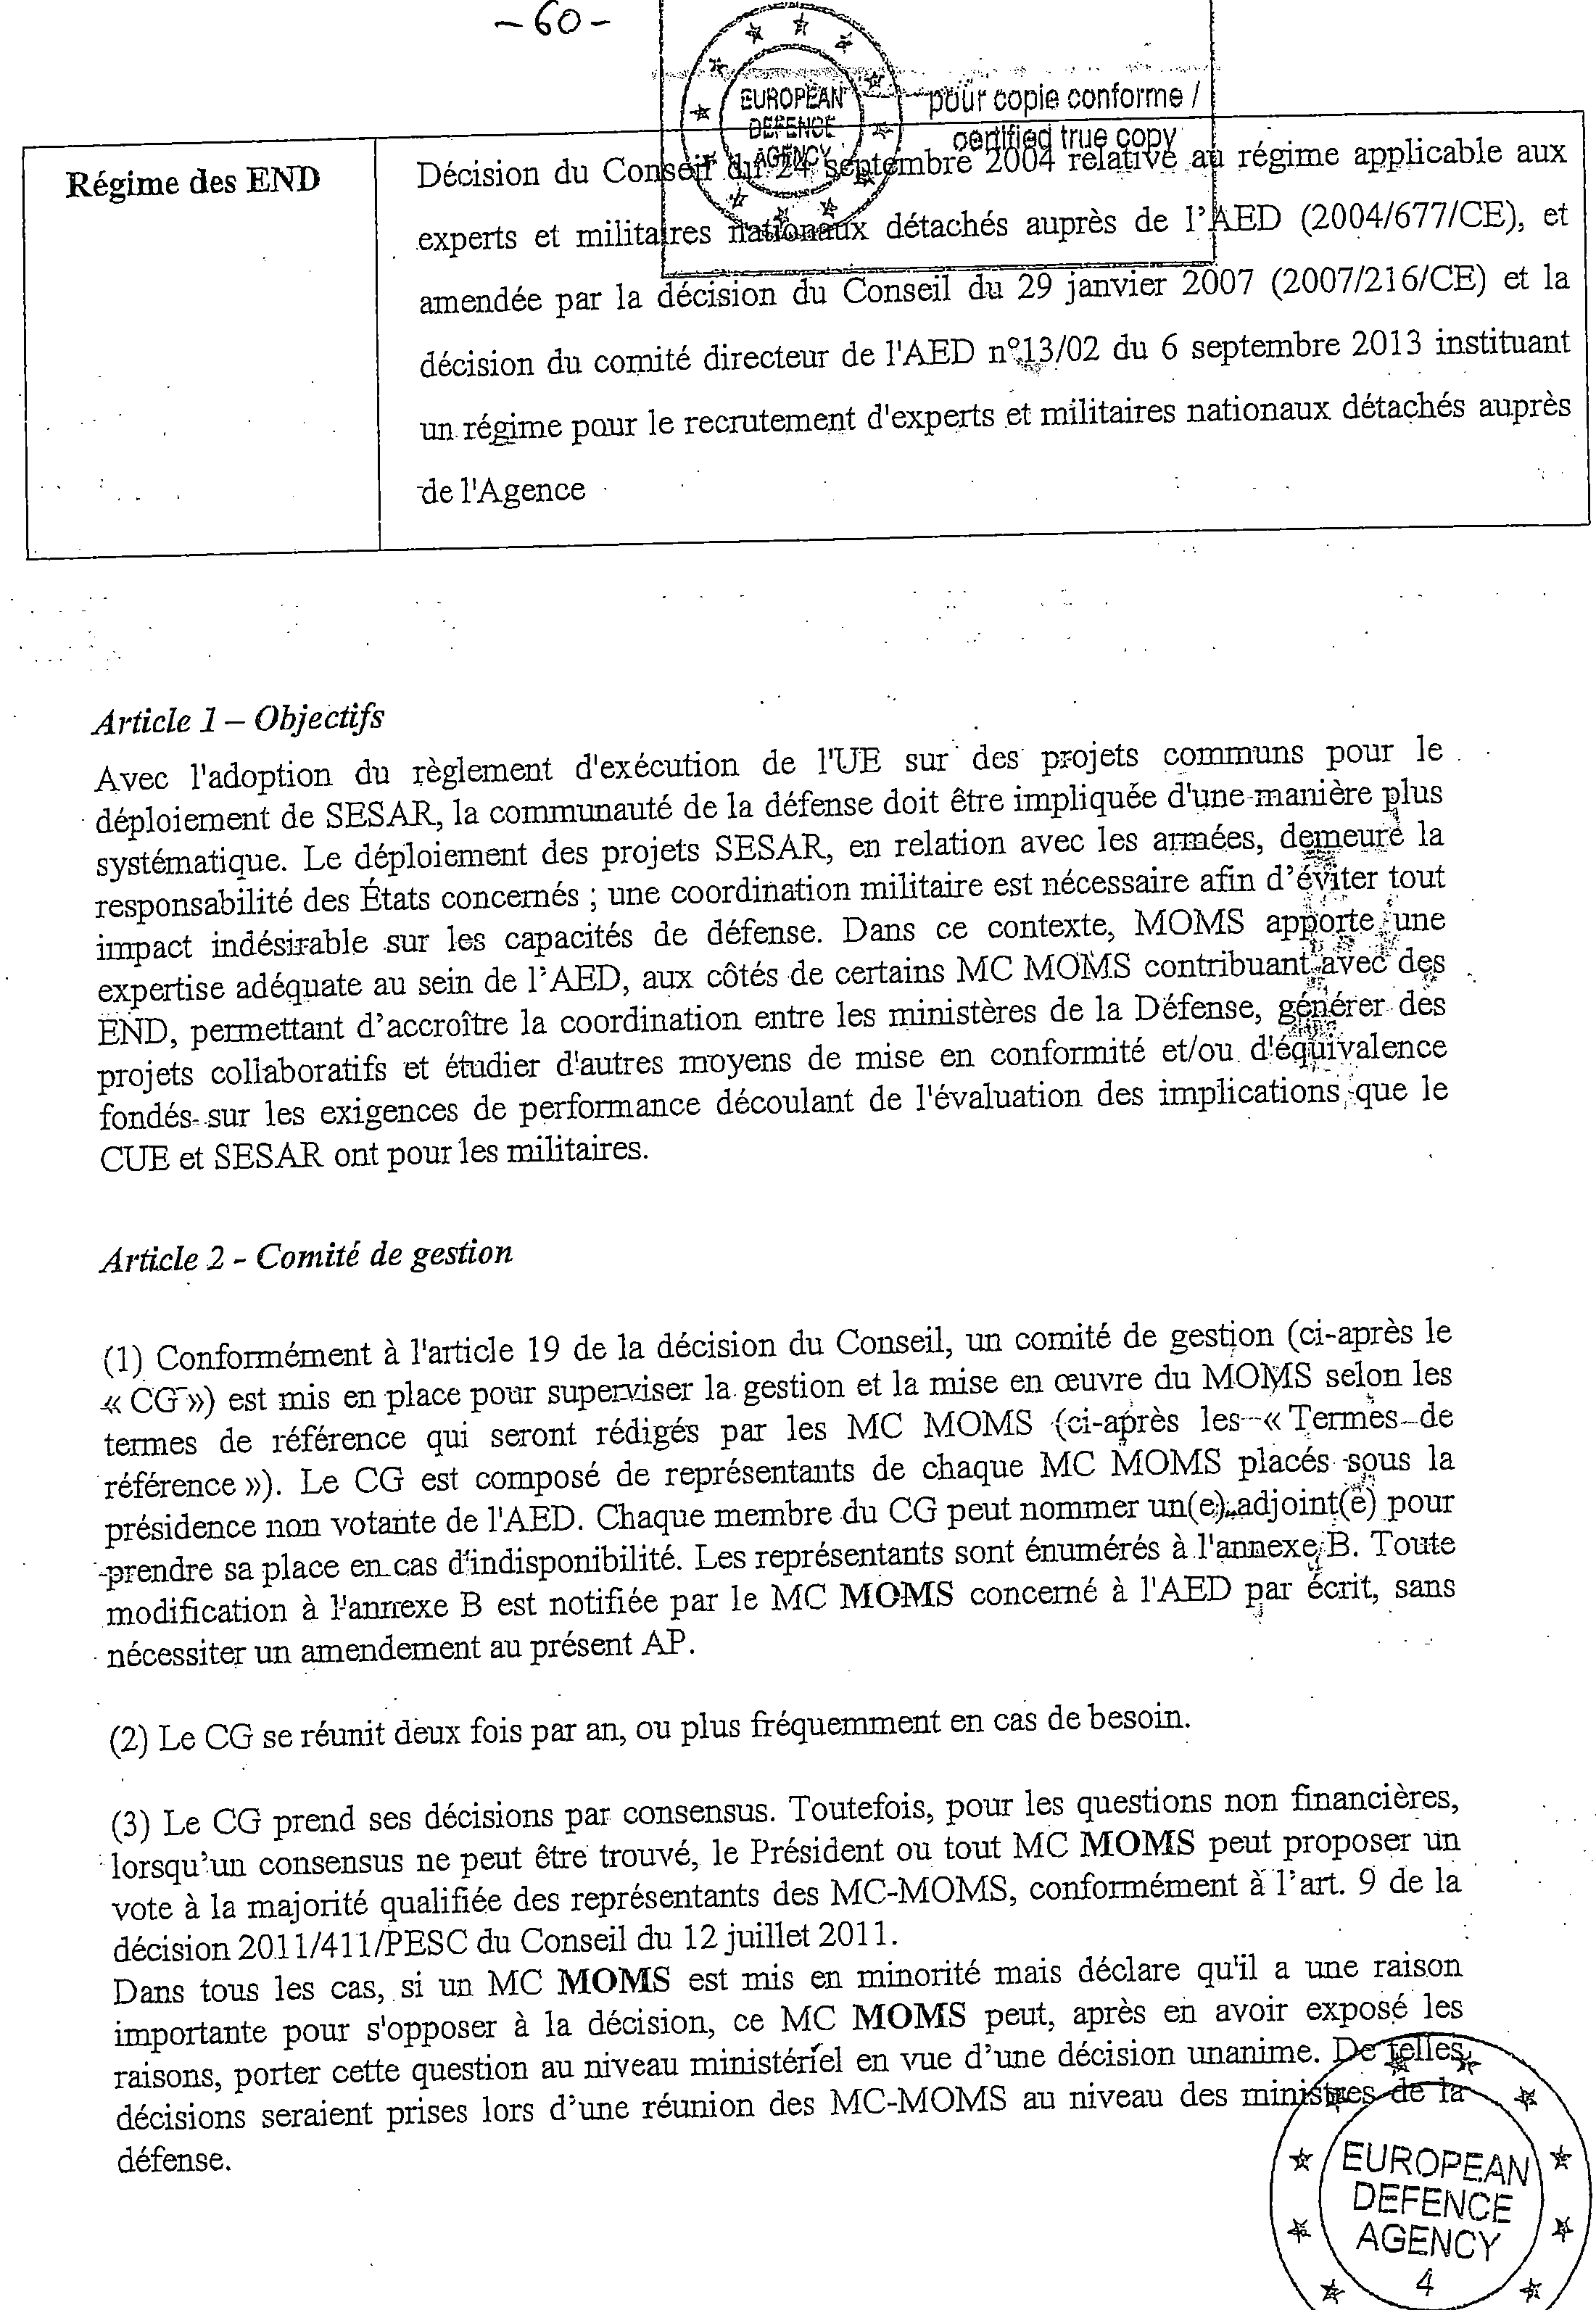 - 60 -
EUROPEAN
DEFENCE
AGENCY
pour copie conforme /
certified true copy
Régime des END
Décision du Conseil du 24 septembre 2004 relative au régime applicable aux
experts et militaires nationaux détachés auprès de l’AED (2004/677/CE), et
amendée par la décision du Conseil du 29 janvier 2007 (2007/216/CE) et la
décision du comité directeur de l'AED n°13/02 du 6 septembre 2013 instituant
un régime pour le recrutement d'experts et militaires nationaux détachés auprès
de l'Agence
Article 1 – Objectifs
Avec l'adoption du règlement d'exécution de l'UE sur des projets communs pour le
déploiement de SESAR, la communauté de la défense doit être impliquée d'une manière plus
systématique. Le déploiement des projets SESAR, en relation avec les armées, demeure la
responsabilité des États concernés ; une coordination militaire est nécessaire afin d’éviter tout
impact indésirable sur les capacités de défense. Dans ce contexte, MOMS apporte une
expertise adéquate au sein de l’AED, aux côtés de certains MC MOMS contribuant avec des
END, permettant d’accroître la coordination entre les ministères de la Défense, générer des
projets collaboratifs et étudier d'autres moyens de mise en conformité et/ou d'équivalence
fondés sur les exigences de performance découlant de l'évaluation des implications que le
CUE et SESAR ont pour les militaires.
Article 2 - Comité de gestion
(1) Conformément à l'article 19 de la décision du Conseil, un comité de gestion (ci-après le
« CG ») est mis en place pour superviser la gestion et la mise en œuvre du MOMS selon les
termes de référence qui seront rédigés par les MC MOMS (ci-après les « Termes de
référence »). Le CG est composé de représentants de chaque MC MOMS placés sous la
présidence non votante de l'AED. Chaque membre du CG peut nommer un(e) adjoint(e) pour
prendre sa place en cas d'indisponibilité. Les représentants sont énumérés à l'annexe B. Toute
modification à l'annexe B est notifiée par le MC MOMS concerné à l'AED par écrit, sans
nécessiter un amendement au présent AP.
(2) Le CG se réunit deux fois par an, ou plus fréquemment en cas de besoin.
(3) Le CG prend ses décisions par consensus. Toutefois, pour les questions non financières,
lorsqu’un consensus ne peut être trouvé, le Président ou tout MC MOMS peut proposer un
vote à la majorité qualifiée des représentants des MC-MOMS, conformément à l’art. 9 de la
décision 2011/411/PESC du Conseil du 12 juillet 2011.
Dans tous les cas, si un MC MOMS est mis en minorité mais déclare qu'il a une raison
importante pour s'opposer à la décision, ce MC MOMS peut, après en avoir exposé les
raisons, porter cette question au niveau ministériel en vue d’une décision unanime. De telles
décisions seraient prises lors d’une réunion des MC-MOMS au niveau des ministres de la
défense.
EUROPEAN
DEFENCE
AGENCY
4